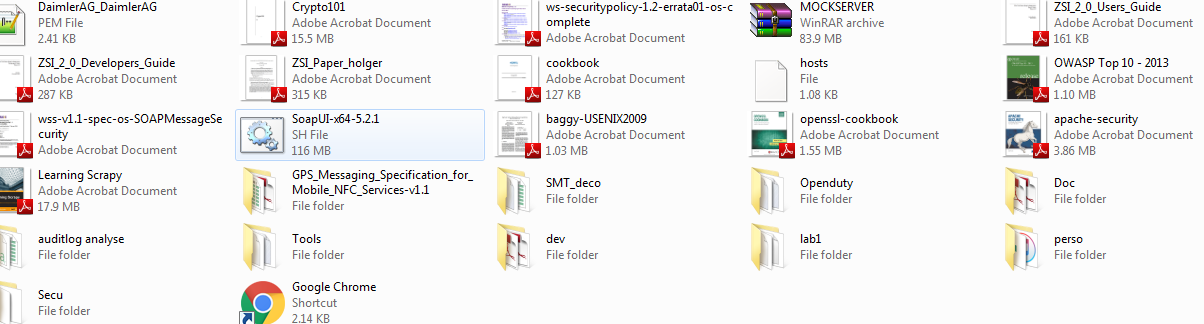 DaimlerAG_DaimlerAG
PEM File
2.41 KB
Crypto101
Adobe Acrobat Document
15.5 MB
ws-securitypolicy-1.2-errata01-os-c
omplete
Adobe Acrobat Document
MOCKSERVER
WinRAR archive
83.9 MB
ZSI_2_0_Users_Guide
Adobe Acrobat Document
161 KB
ZSI_2_0_Developers_Guide
Adobe Acrobat Document
287 KB
ZSI_Paper_holger
Adobe Acrobat Document
315 KB
cookbook
Adobe Acrobat Document
127 KB
hosts
File
1.08 KB
OWASP Top 10 - 2013
Adobe Acrobat Document
1.10 MB
wss-v1.1-spec-os-SOAPMessageSe
curity
Adobe Acrobat Document
SoapUI-x64-5.2.1
SH File
116 MB
baggy-USENIX2009
Adobe Acrobat Document
1.03 MB
openssl-cookbook
Adobe Acrobat Document
1.55 MB
apache-security
Adobe Acrobat Document
3.86 MB
Learning Scrapy
Adobe Acrobat Document
17.9 MB
GPS_Messaging_Specification_for_
Mobile_NFC_Services-v1.1
File folder
SMT_deco
File folder
Openduty
File folder
Doc
File folder
auditlog analyse
File folder
Tools
File folder
dev
File folder
lab1
File folder
perso
File folder
Secu
File folder
Google Chrome
Shortcut
2.14 KB